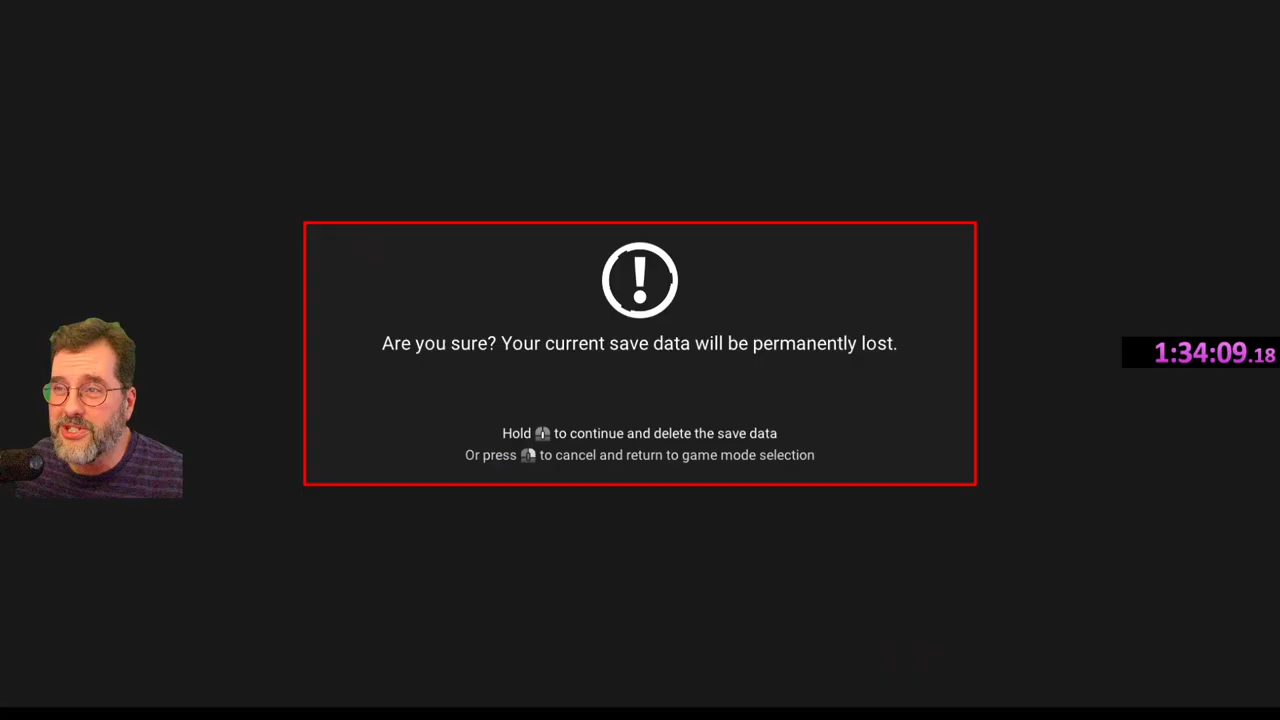 Are you sure? Your current save data will be permanently lost.
1:34:09.18
Hold to continue and delete the save data
Or press to cancel and return to game mode selection